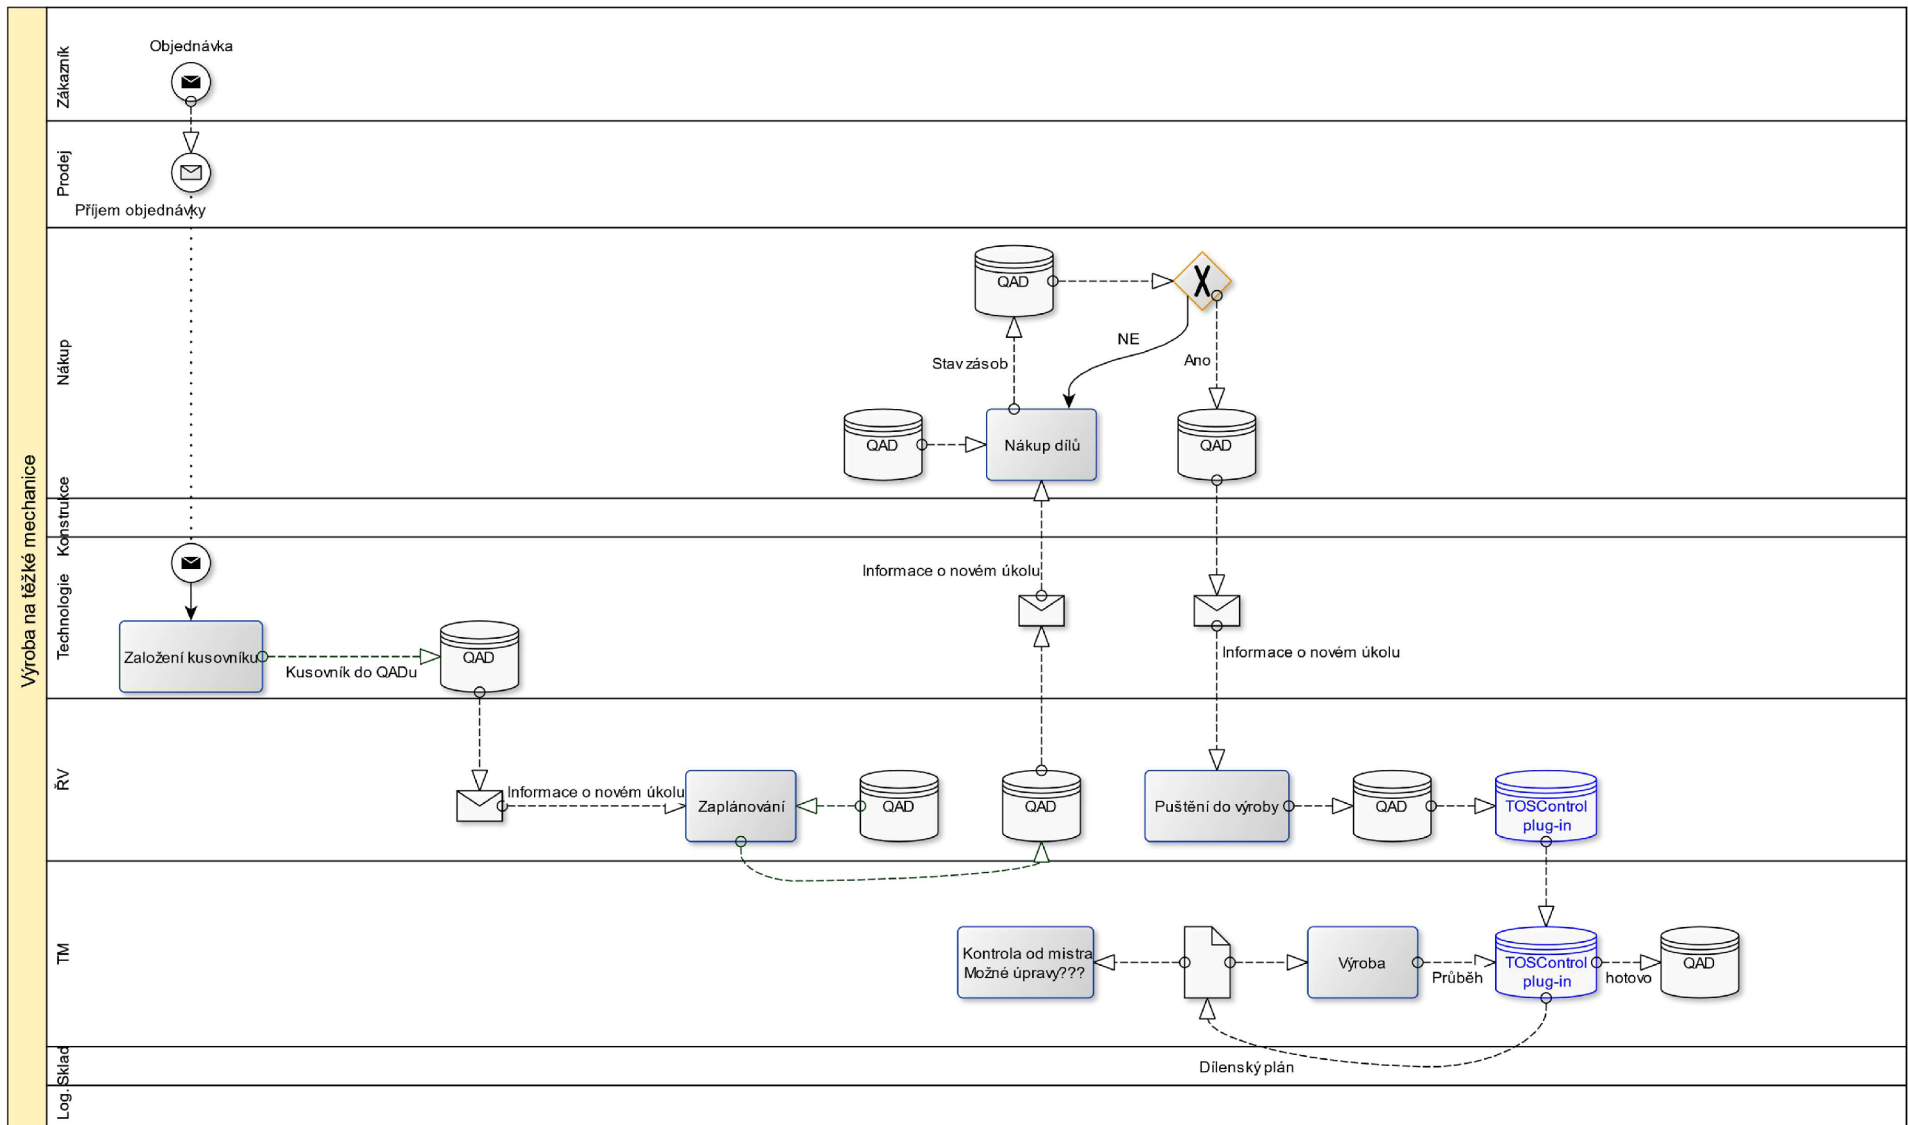 Výroba na těžké mechanice
Zákazník
Objednávka
Prodej
Příjem objednávky
Nákup
QAD
X
NE
Ano
Stav zásob
QAD
Nákup dílů
QAD
Konstrukce
Technologie
Informace o novém úkolu
Založení kusovníku
Kusovník do QADu
QAD
Informace o novém úkolu
ŘV
Informace o novém úkolu
Zaplánování
QAD
QAD
Puštění do výroby
QAD
TOSControl
plug-in
TM
Kontrola od mistra
Možné úpravy???
Výroba
Průběh
TOSControl
plug-in
hotovo
QAD
Sklad
Dílenský plán
Log.